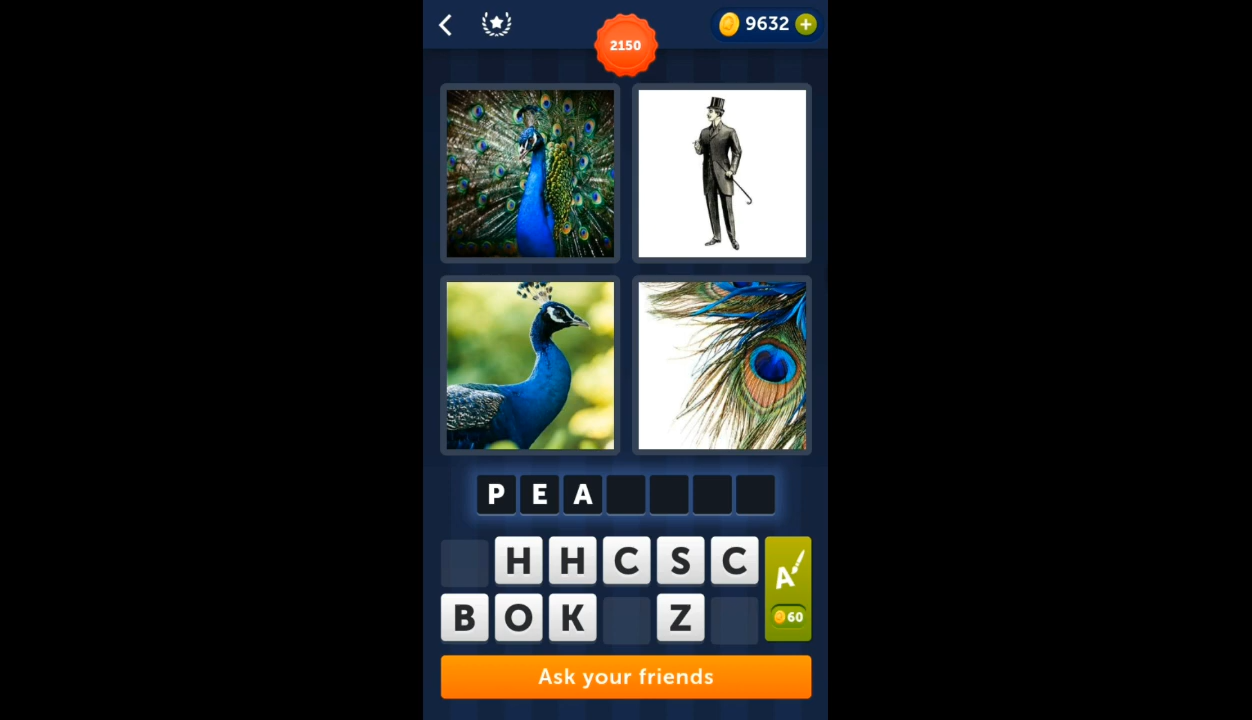 9632 +
2150
P E A
H H C S C
B O K Z
A
60
Ask your friends